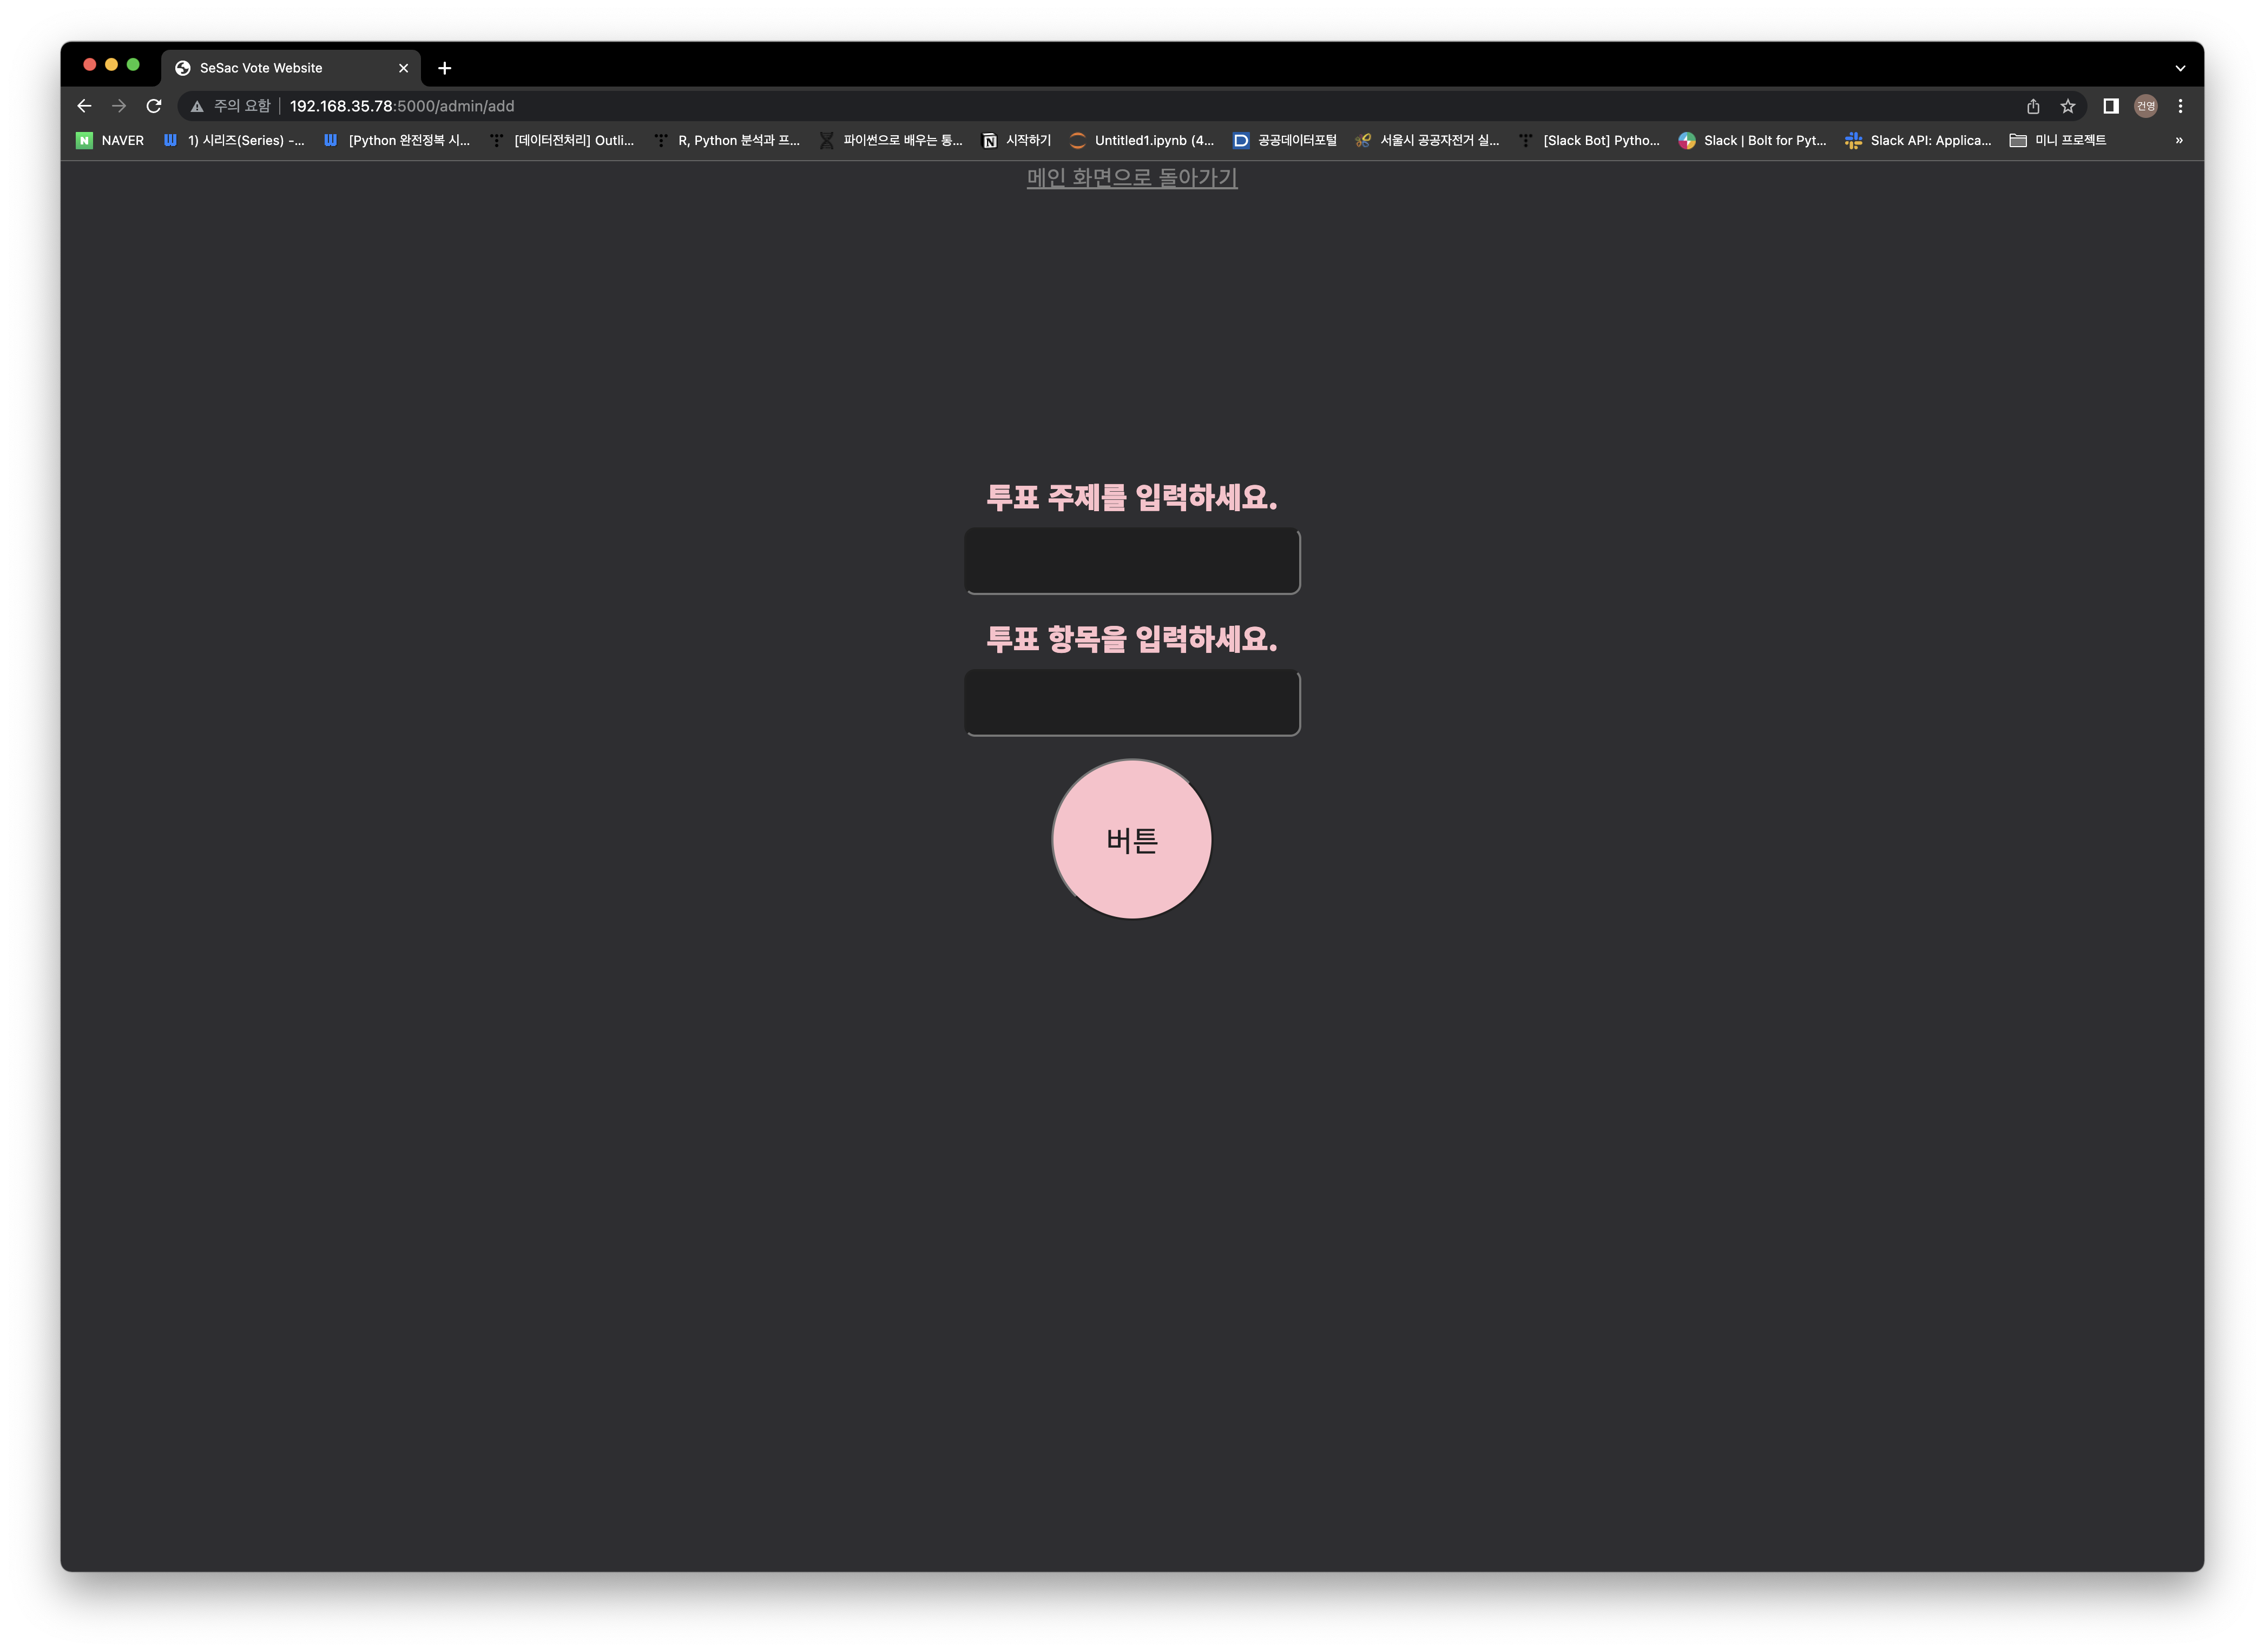 SeSac Vote Website
주의 요함 192.168.35.78:5000/admin/add 건영
NAVER 1) 시리즈(Series) -... [Python 완전정복 시... [데이터전처리] Outli... R, Python 분석과 프... 파이썬으로 배우는 통... 시작하기 Untitled1.ipynb (4... 공공데이터포털 서울시 공공자전거 실... [Slack Bot] Pytho... Slack | Bolt for Pyt... Slack API: Applica... 미니 프로젝트 »
메인 화면으로 돌아가기
투표 주제를 입력하세요.
투표 항목을 입력하세요.
버튼